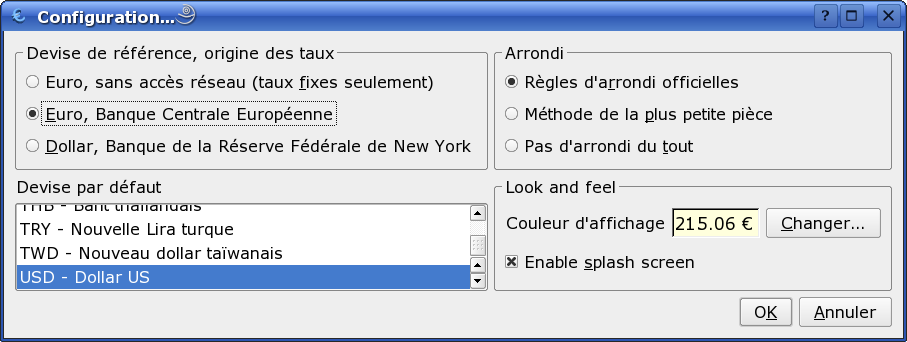 Configuration...
Devise de référence, origine des taux
Euro, sans accès réseau (taux fixes seulement)
Euro, Banque Centrale Européenne
Dollar, Banque de la Réserve Fédérale de New York
Arrondi
Règles d'arrondi officielles
Méthode de la plus petite pièce
Pas d'arrondi du tout
Devise par défaut
THB - Baht thaïlandais
TRY - Nouvelle Lira turque
TWD - Nouveau dollar taïwanais
USD - Dollar US
Look and feel
Couleur d'affichage 215.06 € Changer...
Enable splash screen
OK Annuler